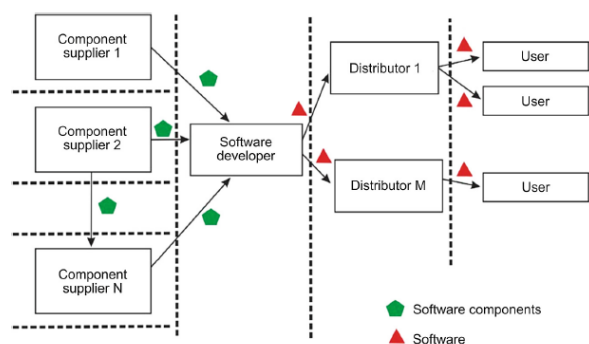 Component
supplier 1
Component
supplier 2
Component
supplier N
Software
developer
Distributor 1
Distributor M
User
User
User
Software components
Software